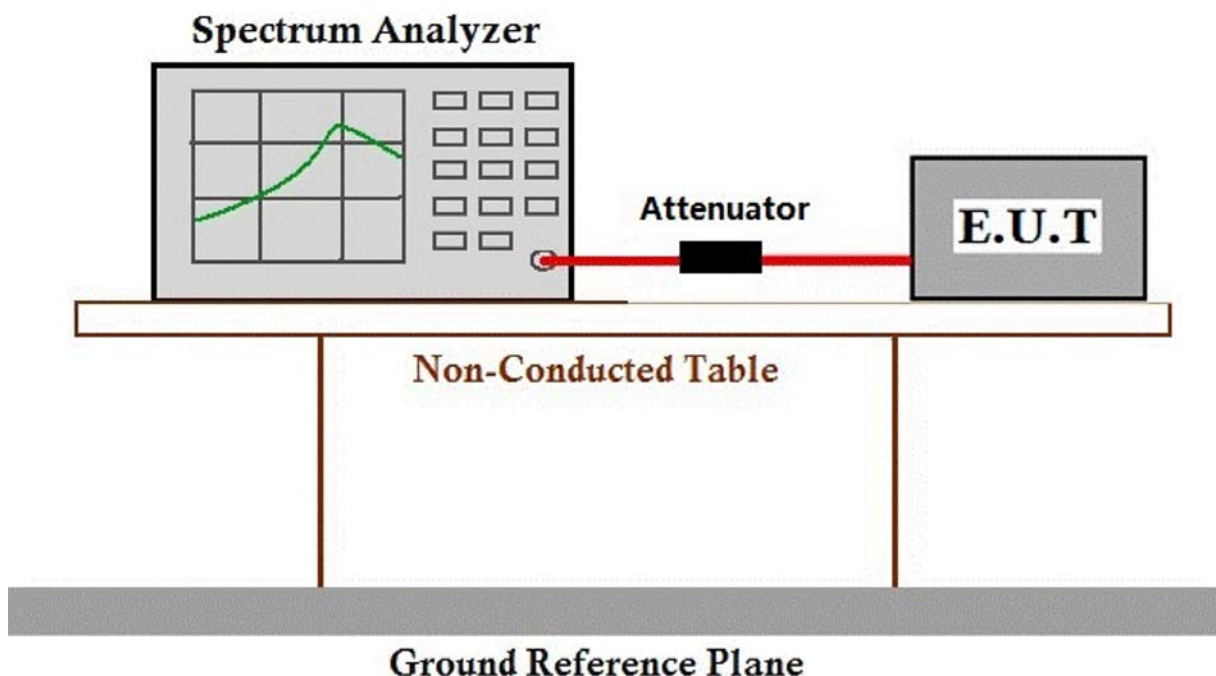 Spectrum Analyzer
Attenuator
E.U.T
Non-Conducted Table
Ground Reference Plane